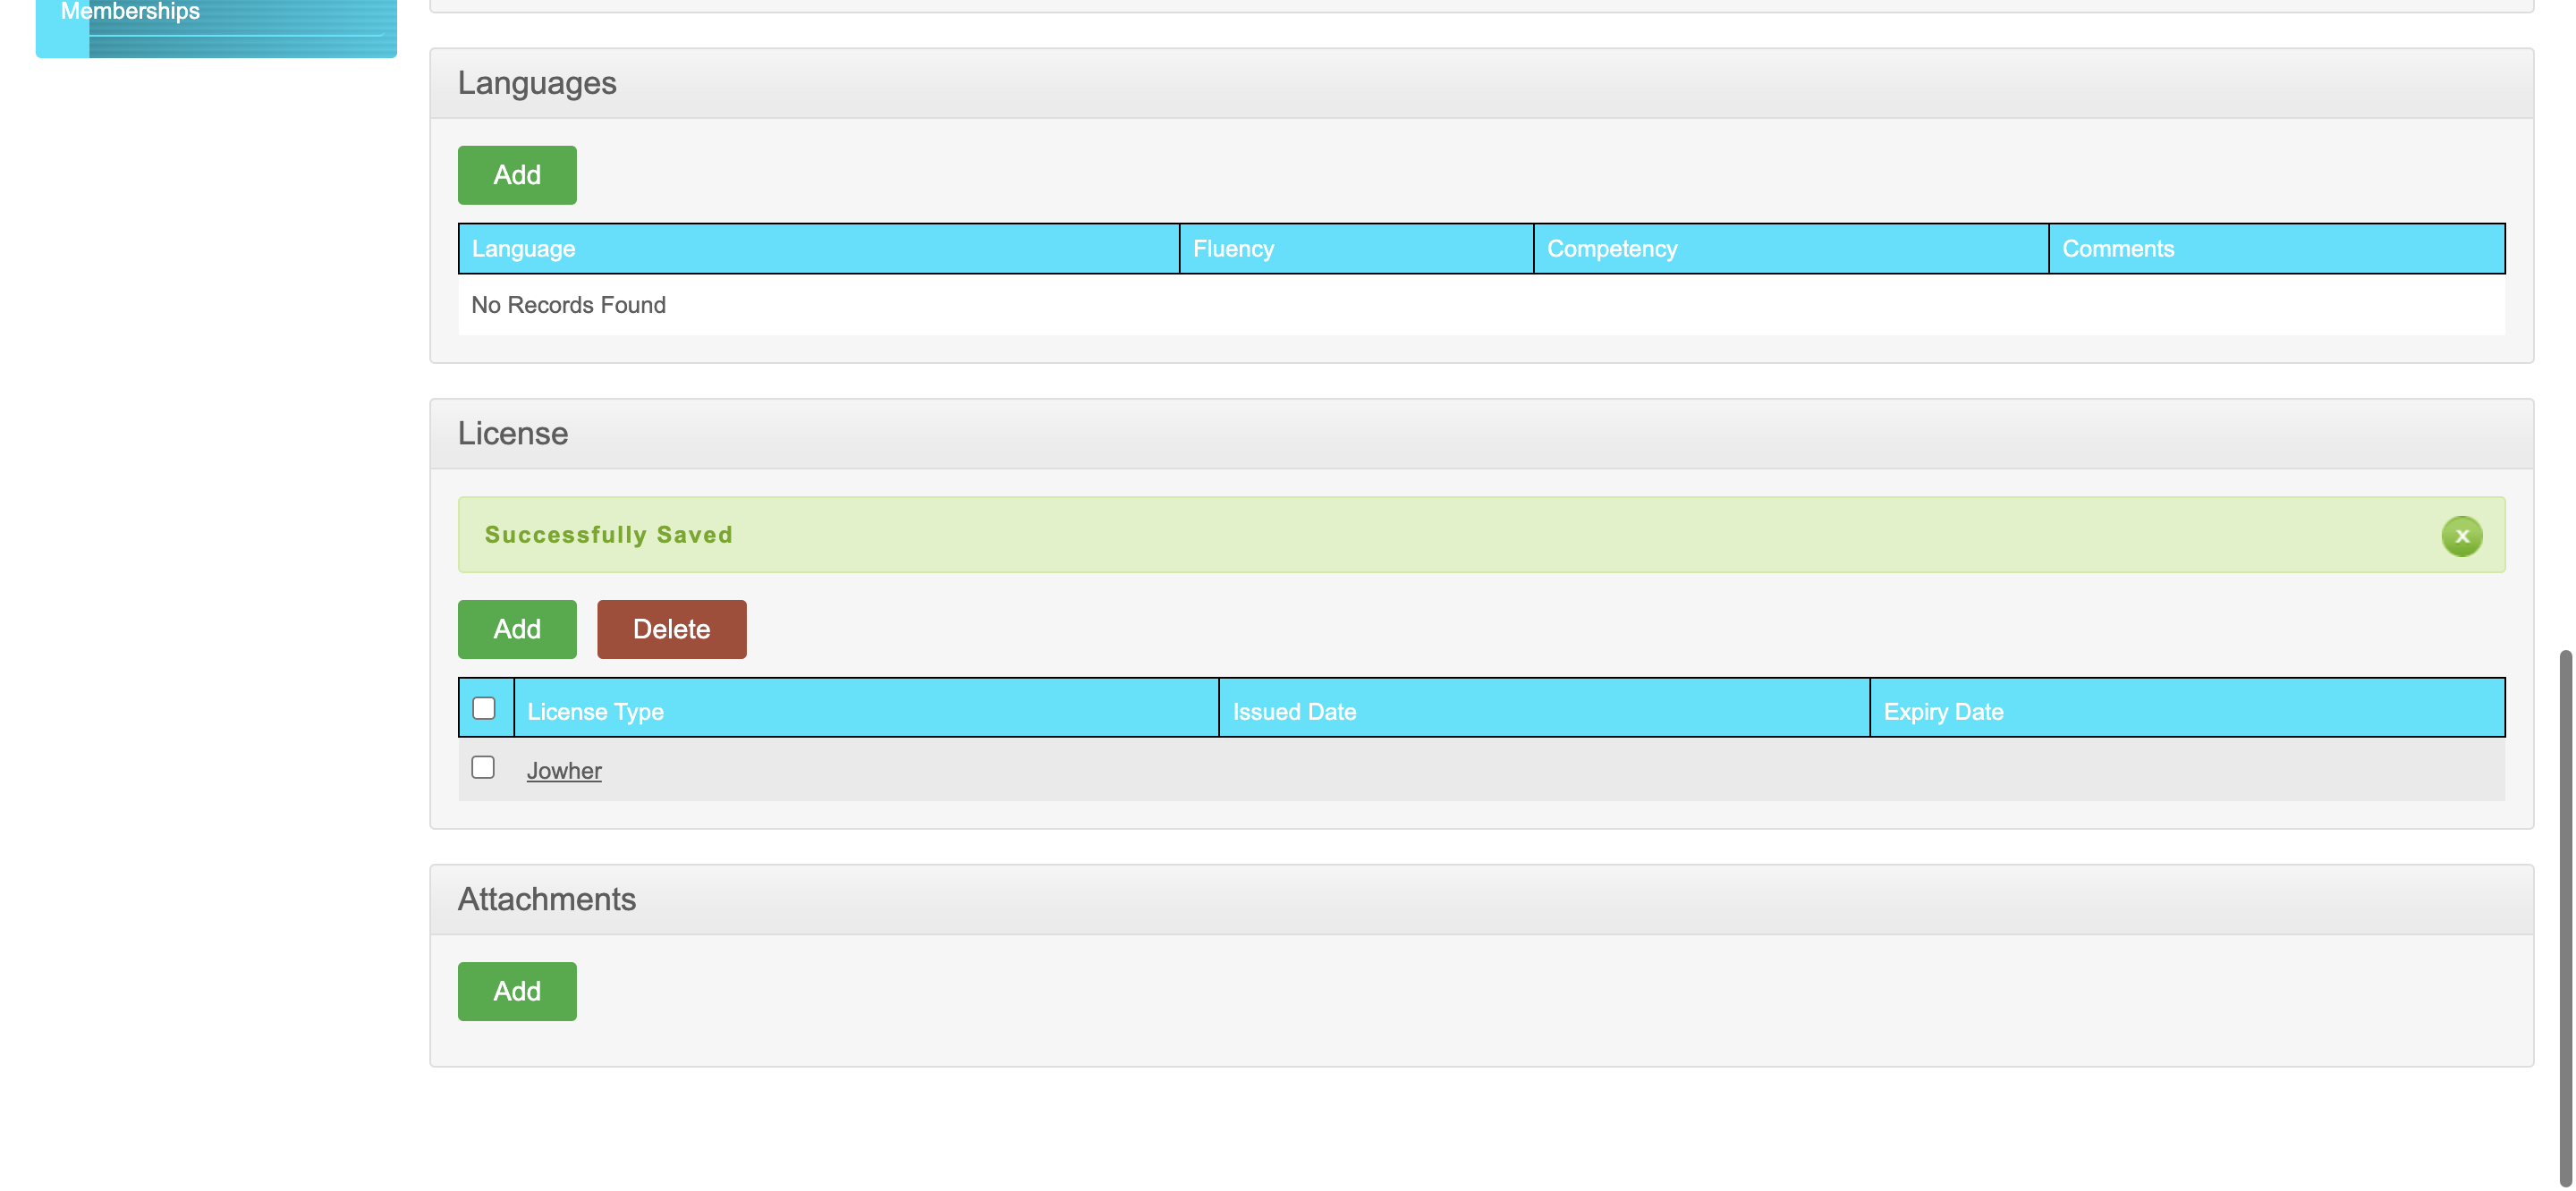 Memberships
Languages
Add
Language Fluency Competency Comments
No Records Found
License
Successfully Saved
x
Add Delete
License Type Issued Date Expiry Date
Jowher
Attachments
Add